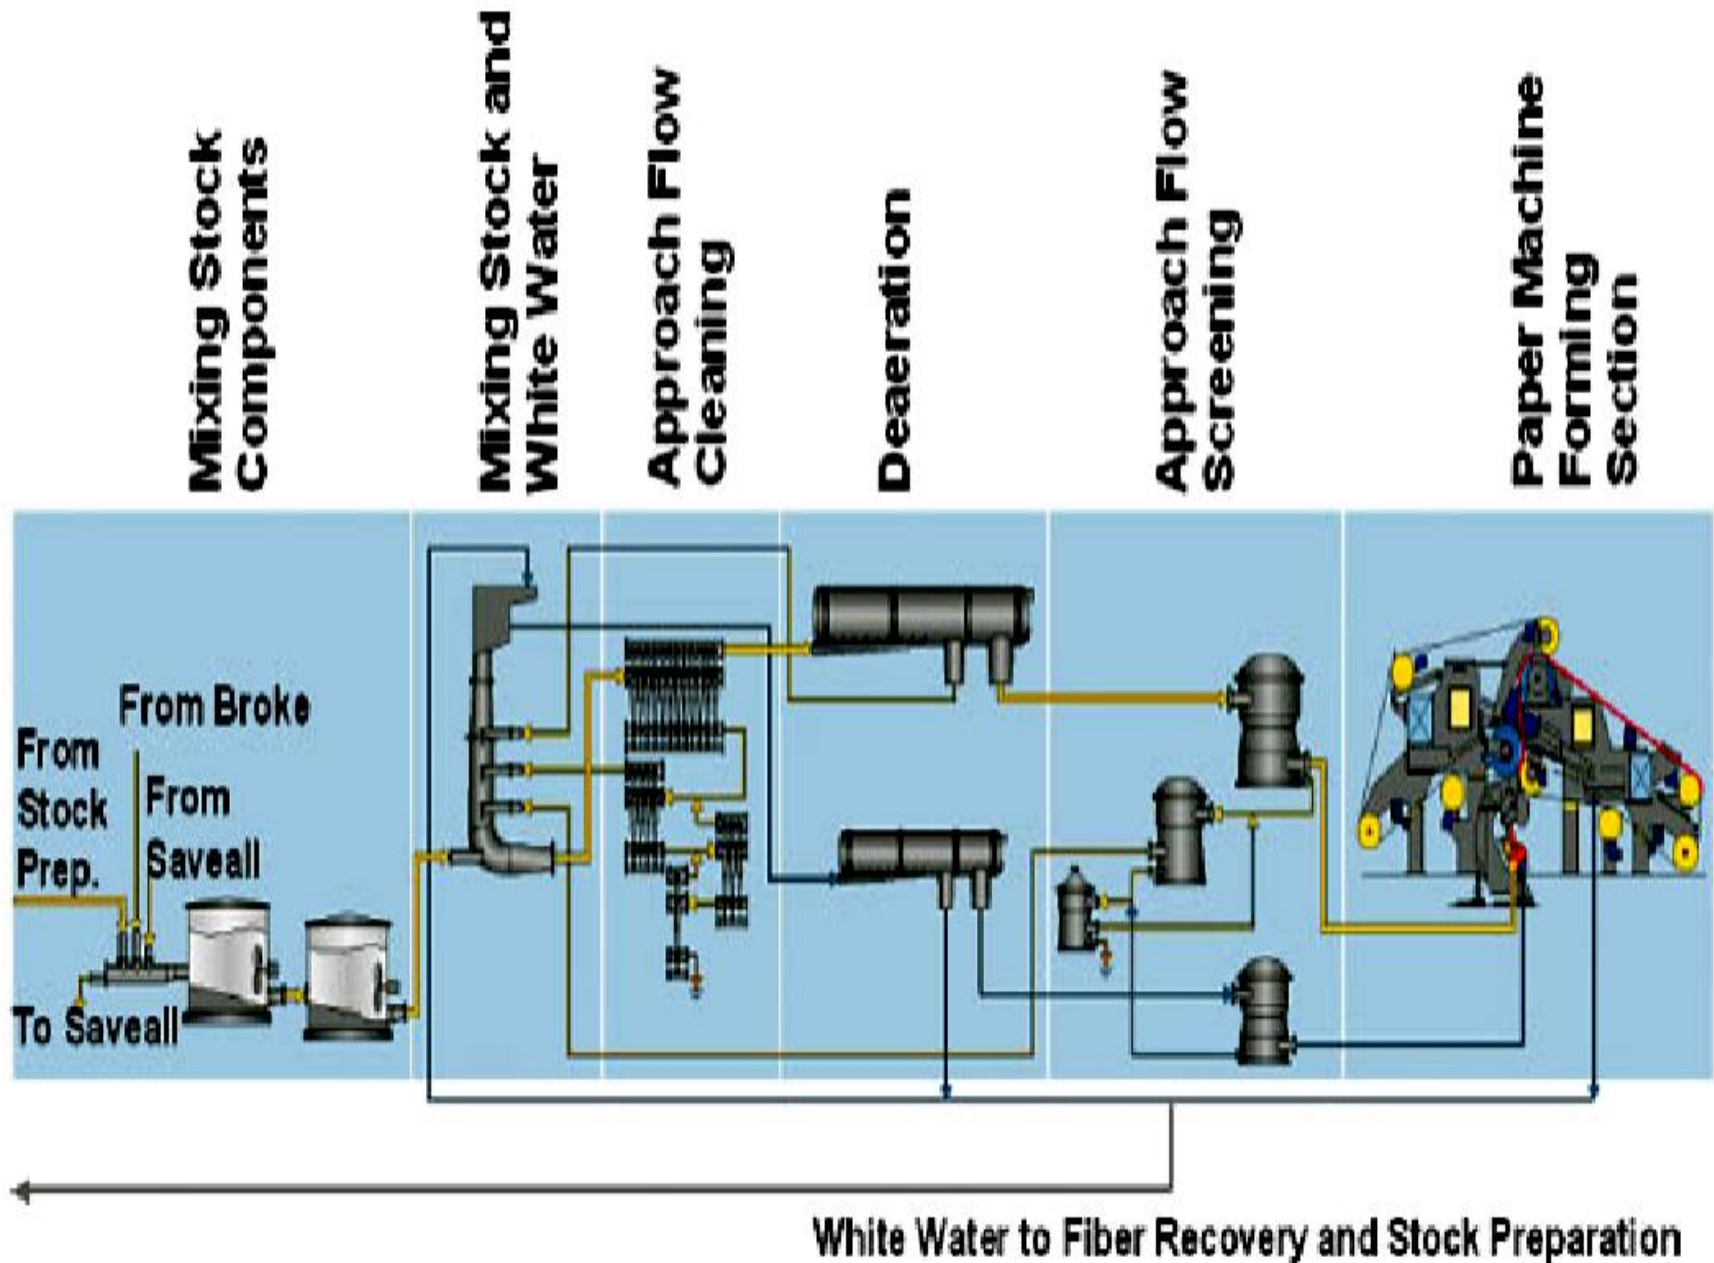 Mixing Stock
Components
Mixing Stock and
White Water
Approach Flow
Cleaning
Deaeration
Approach Flow
Screening
Paper Machine
Forming
Section
From Broke
From
Stock
Prep.
From
Saveall
To Saveall
White Water to Fiber Recovery and Stock Preparation